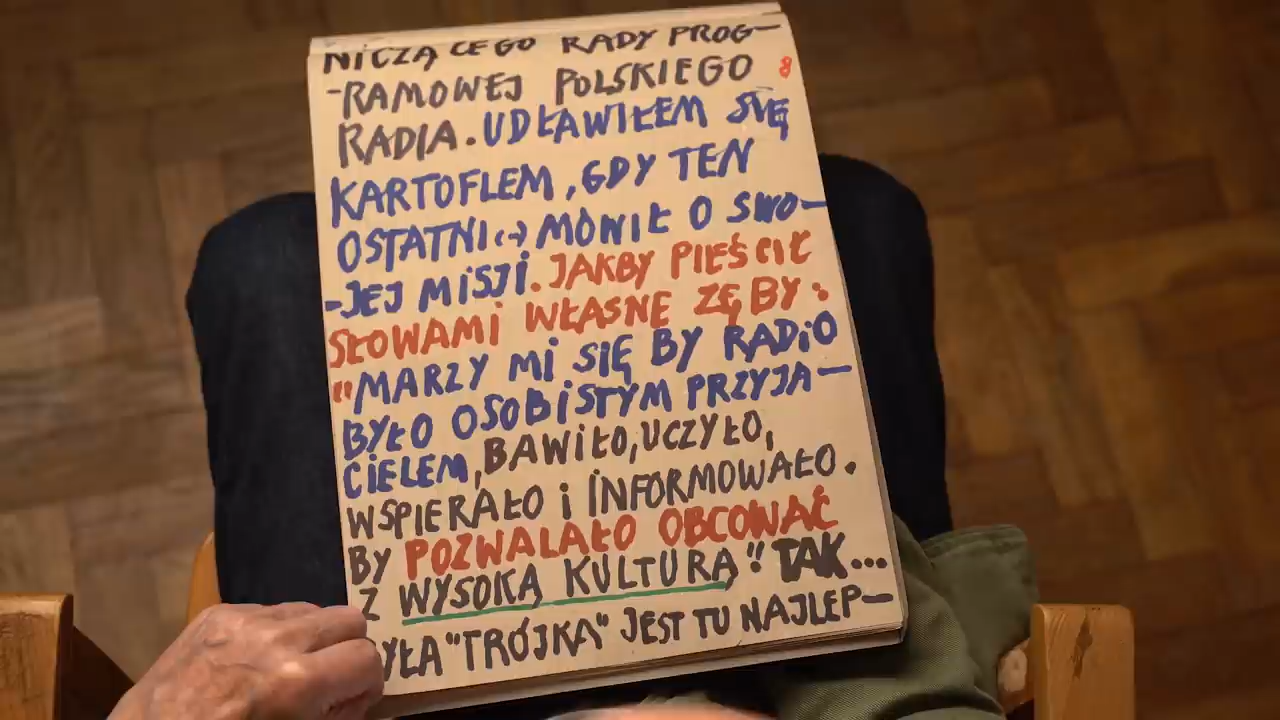 NICZĄCEGO RADY PROG-
-RAMOWEJ POLSKIEGO 8
RADIA. UDŁAWIŁEM SIĘ
KARTOFLEM, GDY TEN
OSTATNI (-) MÓWIŁ O SWO-
-JEJ MISJI. JAKBY PIEŚCIŁ
SŁOWAMI WŁASNE ZĘBY:
"MARZY MI SIĘ BY RADIO
BYŁO OSOBISTYM PRZYJA-
CIELEM, BAWIŁO, UCZYŁO,
WSPIERAŁO i INFORMOWAŁO.
BY POZWALAŁO OBCOWAĆ
Z WYSOKĄ KULTURĄ". TAK...
YŁA "TRÓJKA" JEST TU NAJLEP-